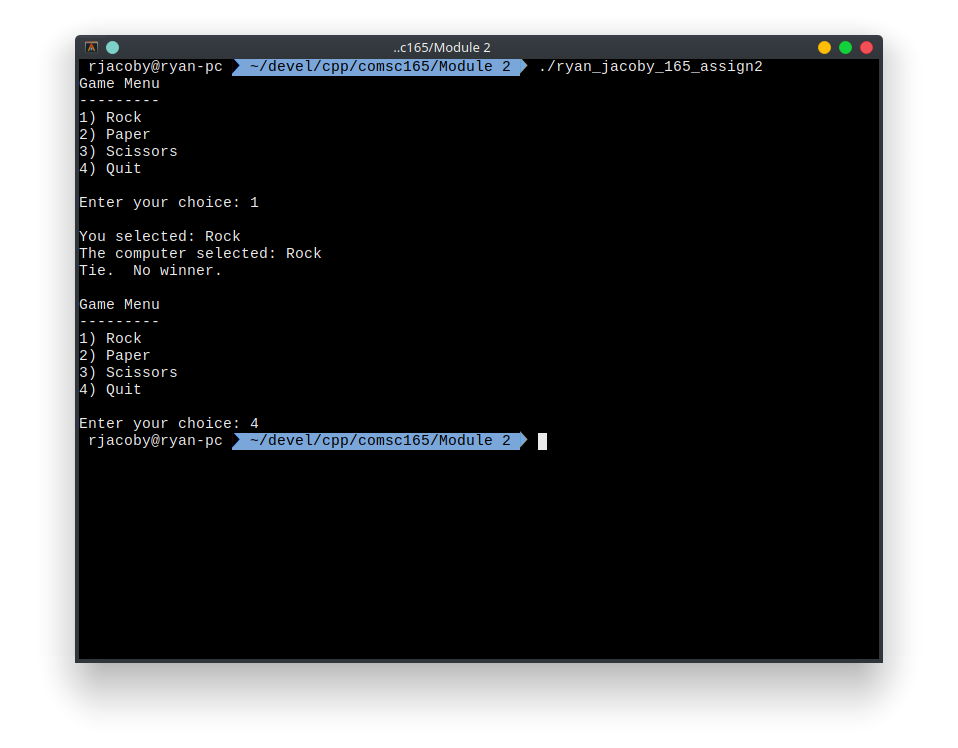 ..c165/Module 2
rjacoby@ryan-pc ~/devel/cpp/comsc165/Module 2 ./ryan_jacoby_165_assign2
Game Menu
---------
1) Rock
2) Paper
3) Scissors
4) Quit
Enter your choice: 1
You selected: Rock
The computer selected: Rock
Tie.  No winner.
Game Menu
---------
1) Rock
2) Paper
3) Scissors
4) Quit
Enter your choice: 4
rjacoby@ryan-pc ~/devel/cpp/comsc165/Module 2